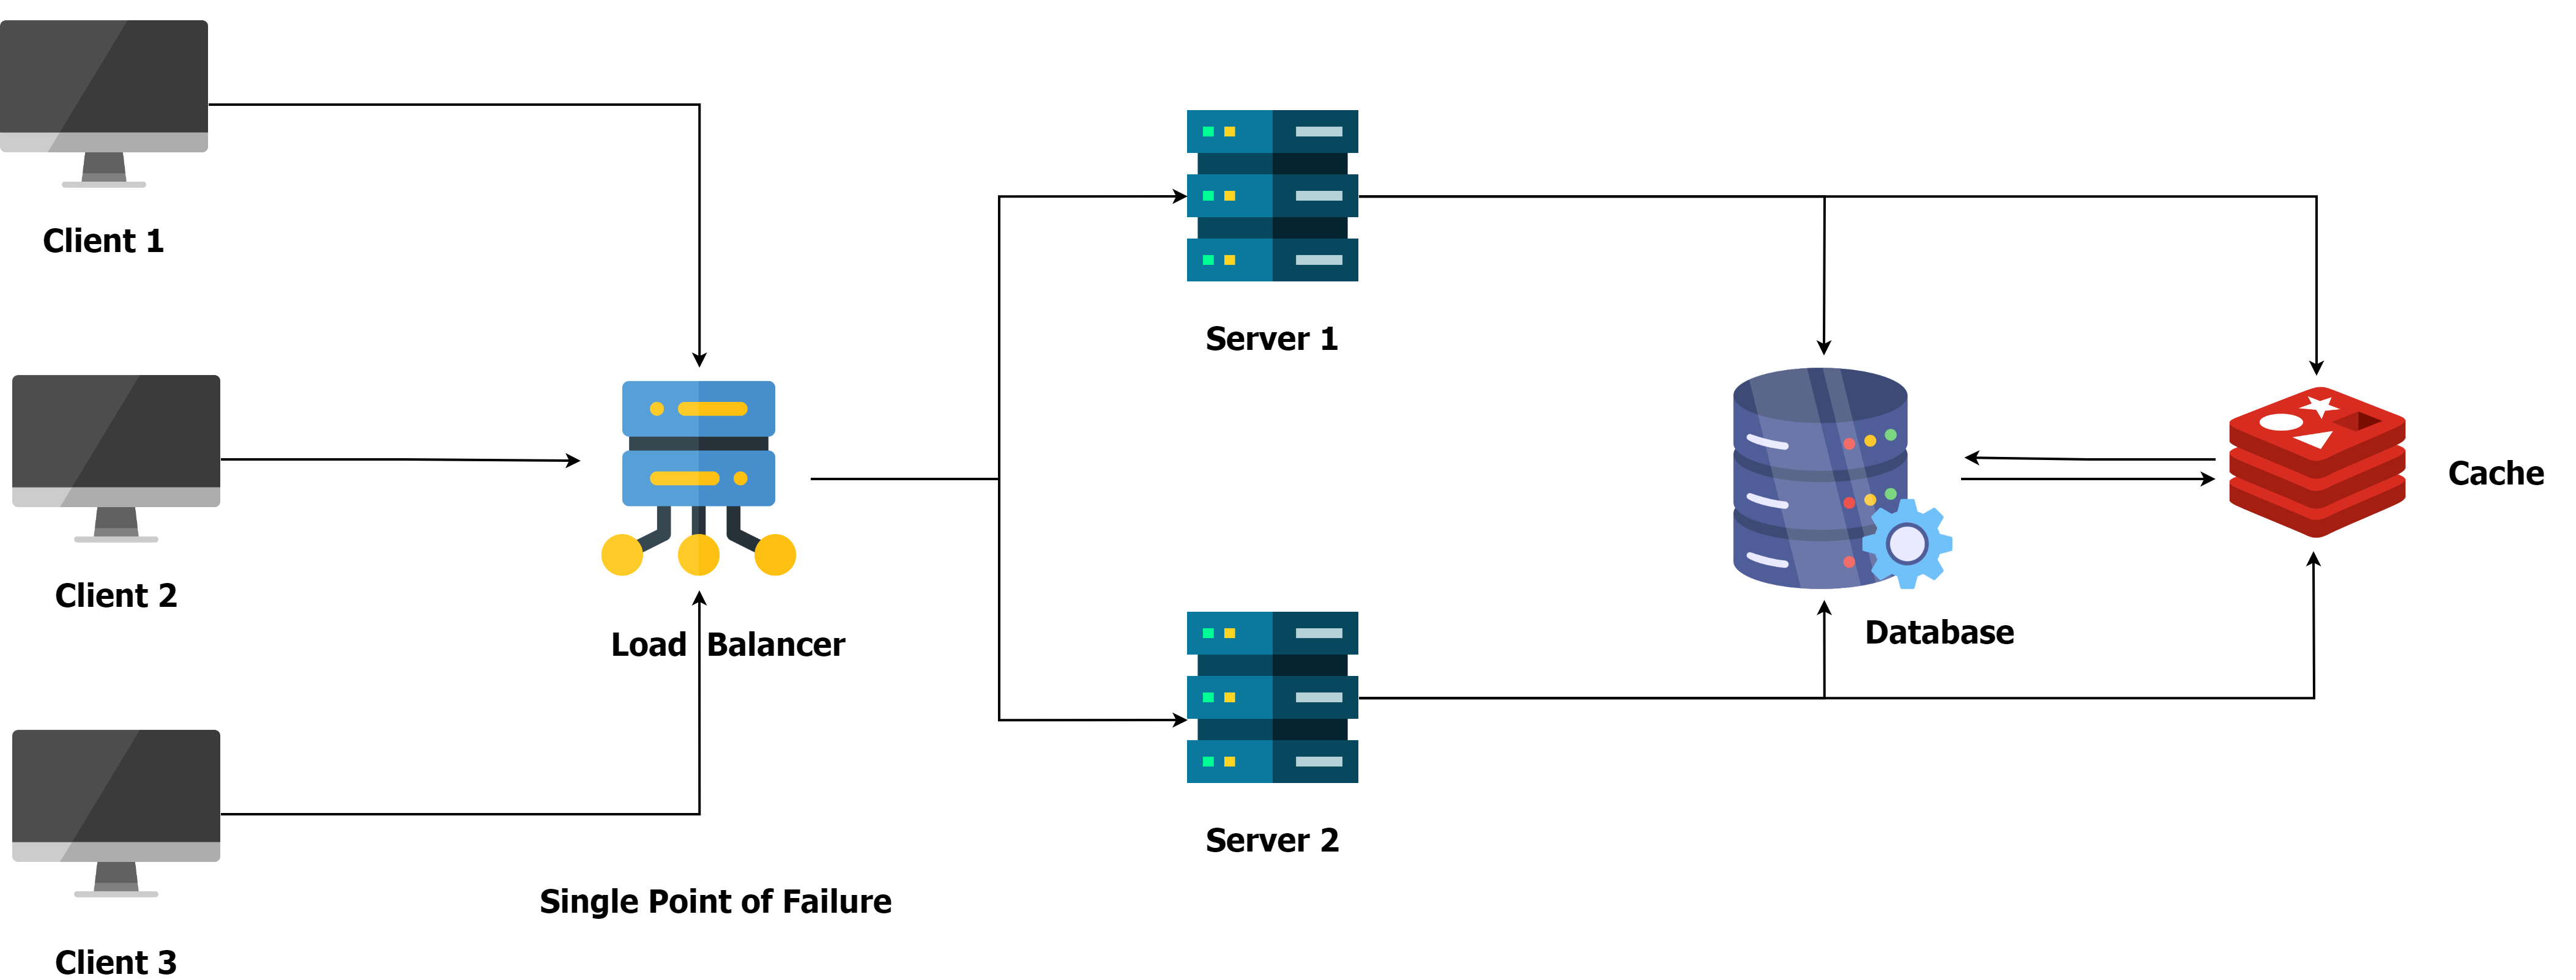 Client 1
Client 2
Client 3
Load Balancer
Single Point of Failure
Server 1
Server 2
Database
Cache